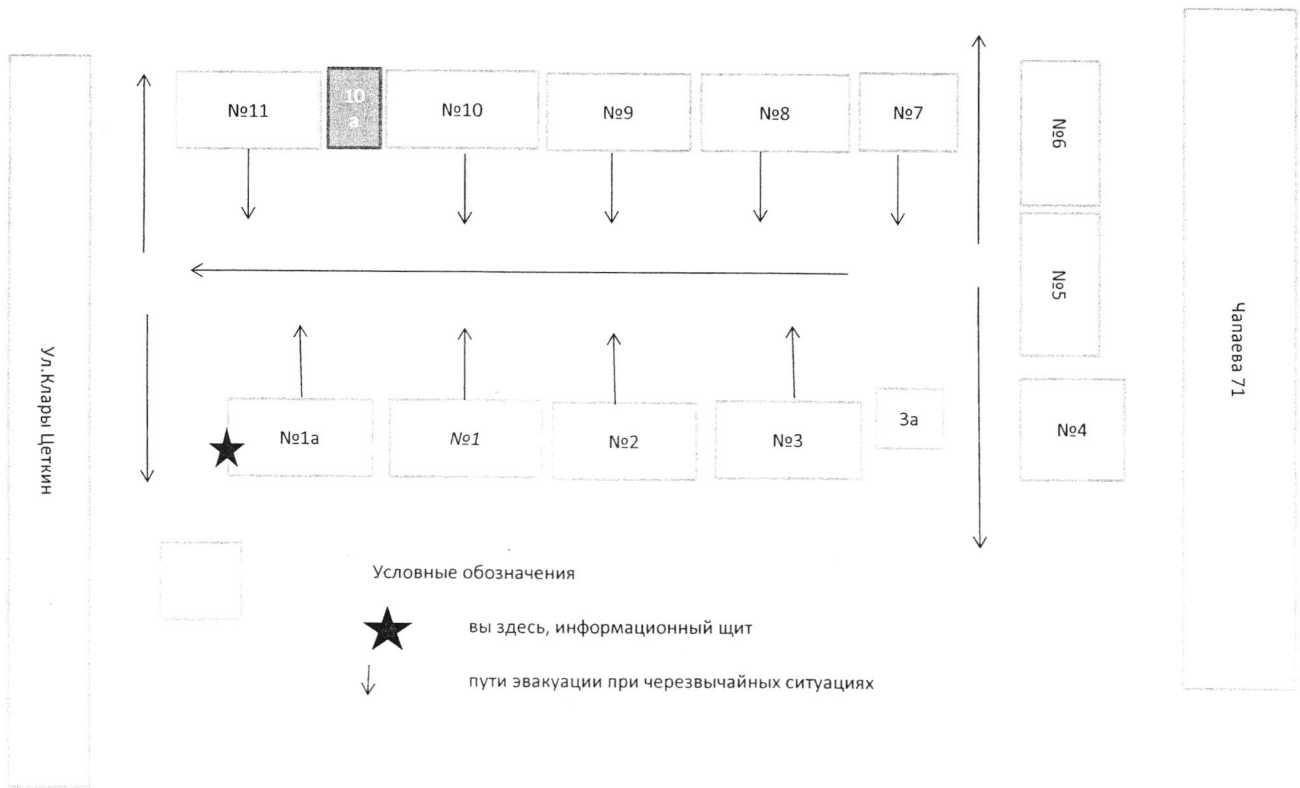 №11
10
а
№10
№9
№8
№7
№6
№5
Чапаева 71
Ул.Клары Цеткин
№1а
№1
№2
№3
3а
№4
Условные обозначения
вы здесь, информационный щит
пути эвакуации при черезвычайных ситуациях